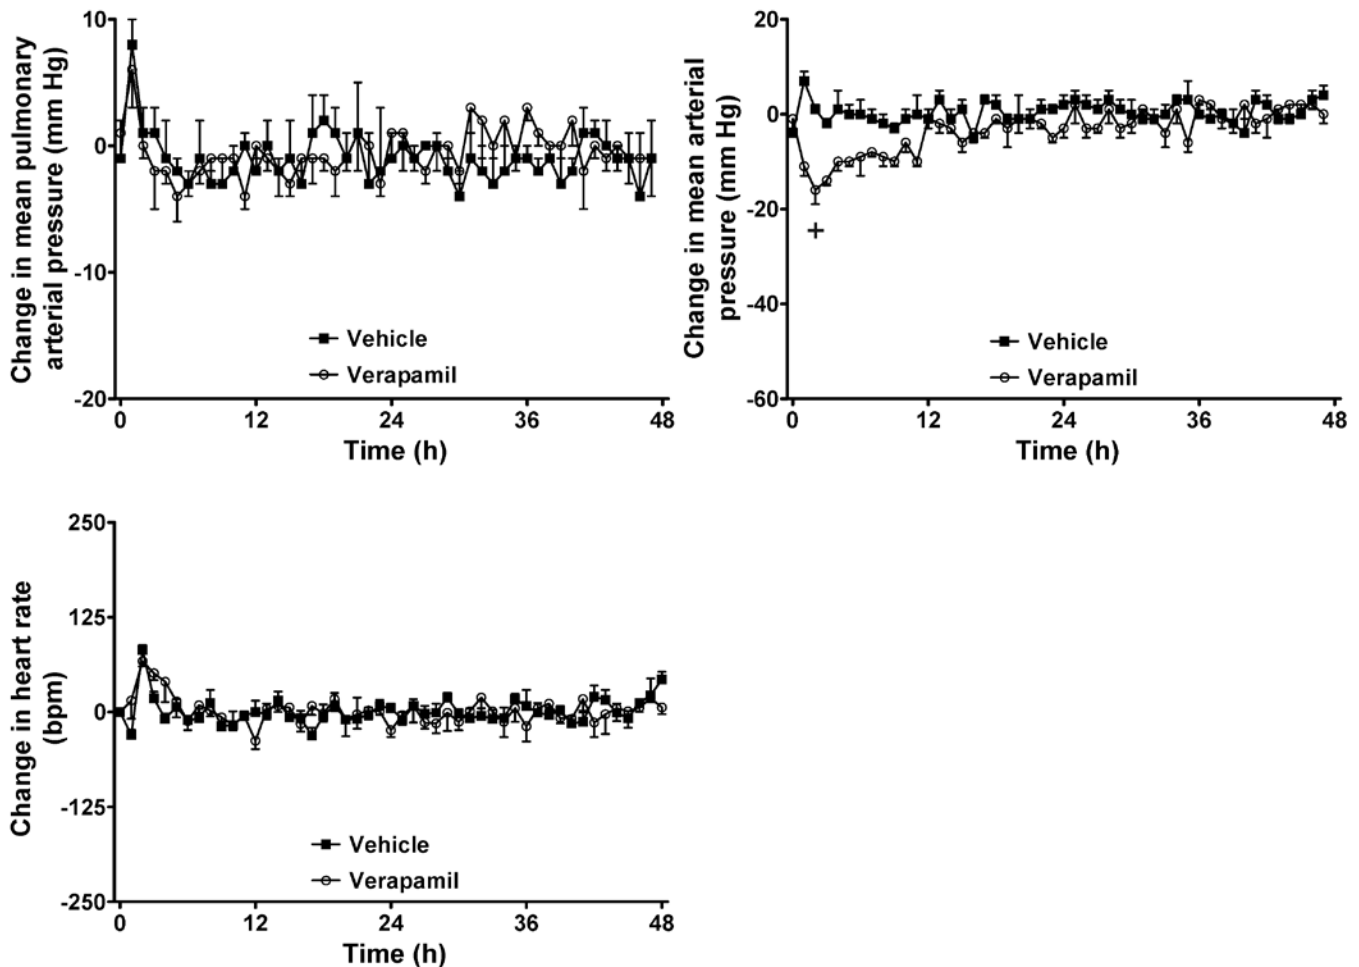 Change in mean pulmonary
arterial pressure (mm Hg)
10
0
-10
-20
Vehicle
Verapamil
0 12 24 36 48
Time (h)
Change in mean arterial
pressure (mm Hg)
20
0
-20
-40
-60
+
Vehicle
Verapamil
0 12 24 36 48
Time (h)
Change in heart rate
(bpm)
250
125
0
-125
-250
Vehicle
Verapamil
0 12 24 36 48
Time (h)